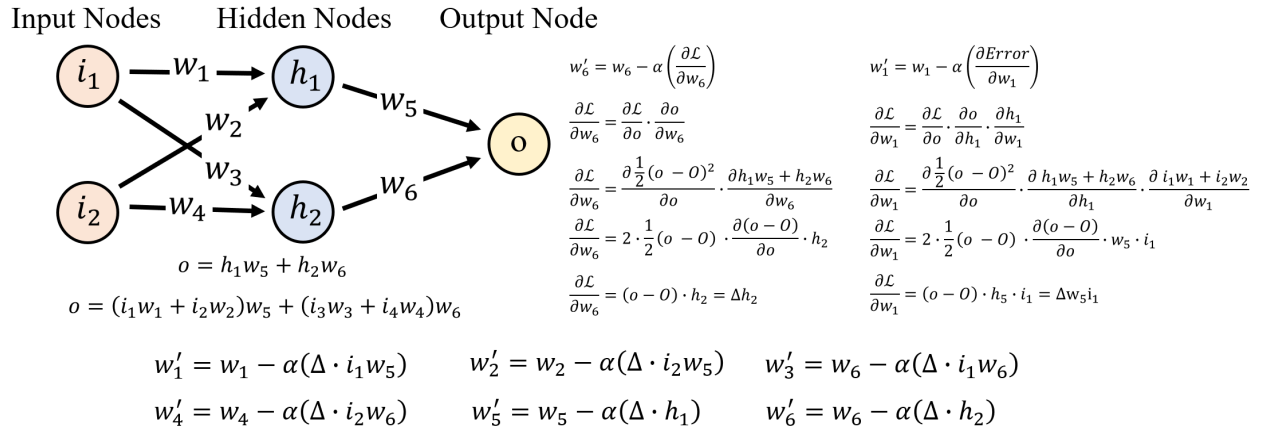 Input Nodes Hidden Nodes Output Node
i₁ w₁ h₁
w₂ w₅
o
w₃ w₆
i₂ w₄ h₂
o = h₁w₅ + h₂w₆
o = (i₁w₁ + i₂w₂)w₅ + (i₃w₃ + i₄w₄)w₆
w₆′ = w₆ − α(∂ℒ/∂w₆)
∂ℒ/∂w₆ = ∂ℒ/∂o · ∂o/∂w₆
∂ℒ/∂w₆ = ∂ ½(o − O)²/∂o · ∂h₁w₅ + h₂w₆/∂w₆
∂ℒ/∂w₆ = 2 · ½(o − O) · ∂(o − O)/∂o · h₂
∂ℒ/∂w₆ = (o − O) · h₂ = Δh₂
w₁′ = w₁ − α(∂Error/∂w₁)
∂ℒ/∂w₁ = ∂ℒ/∂o · ∂o/∂h₁ · ∂h₁/∂w₁
∂ℒ/∂w₁ = ∂ ½(o − O)²/∂o · ∂ h₁w₅ + h₂w₆/∂h₁ · ∂ i₁w₁ + i₂w₂/∂w₁
∂ℒ/∂w₁ = 2 · ½(o − O) · ∂(o − O)/∂o · w₅ · i₁
∂ℒ/∂w₁ = (o − O) · h₅ · i₁ = Δw₅i₁
w₁′ = w₁ − α(Δ · i₁w₅) w₂′ = w₂ − α(Δ · i₂w₅) w₃′ = w₆ − α(Δ · i₁w₆)
w₄′ = w₄ − α(Δ · i₂w₆) w₅′ = w₅ − α(Δ · h₁) w₆′ = w₆ − α(Δ · h₂)